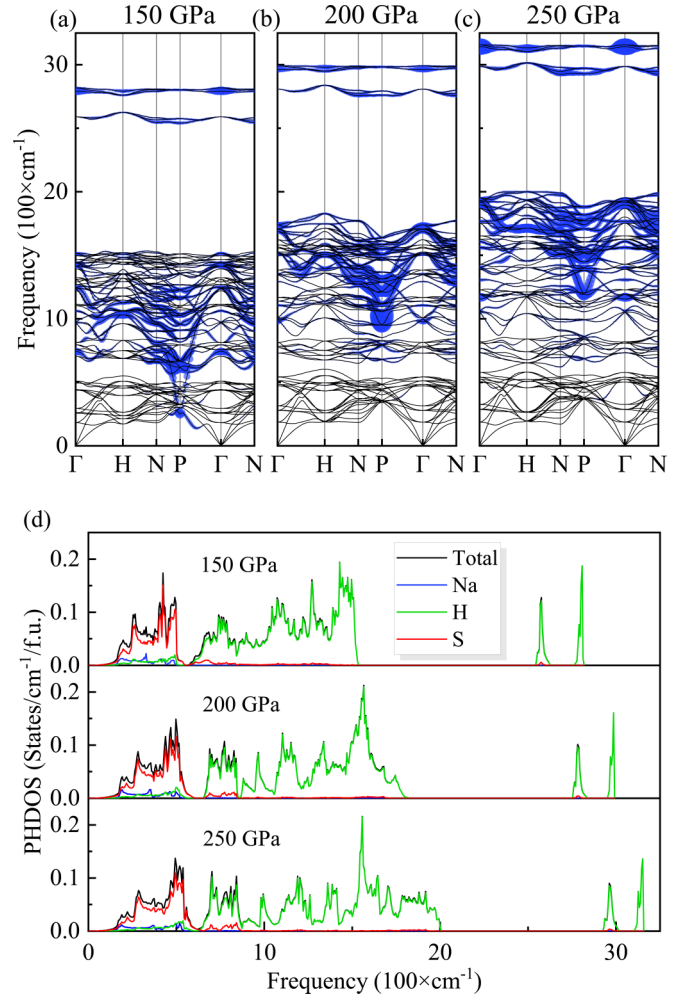 (a) 150 GPa (b) 200 GPa (c) 250 GPa
30
20
10
0
Frequency (100×cm⁻¹)
Γ H N P Γ N Γ H N P Γ N Γ H N P Γ N
(d)
0.2
0.1
0.0
150 GPa
Total
Na
H
S
0.2
0.1
0.0
200 GPa
0.2
0.1
0.0
250 GPa
PHDOS (States/cm⁻¹/f.u.)
0 10 20 30
Frequency (100×cm⁻¹)